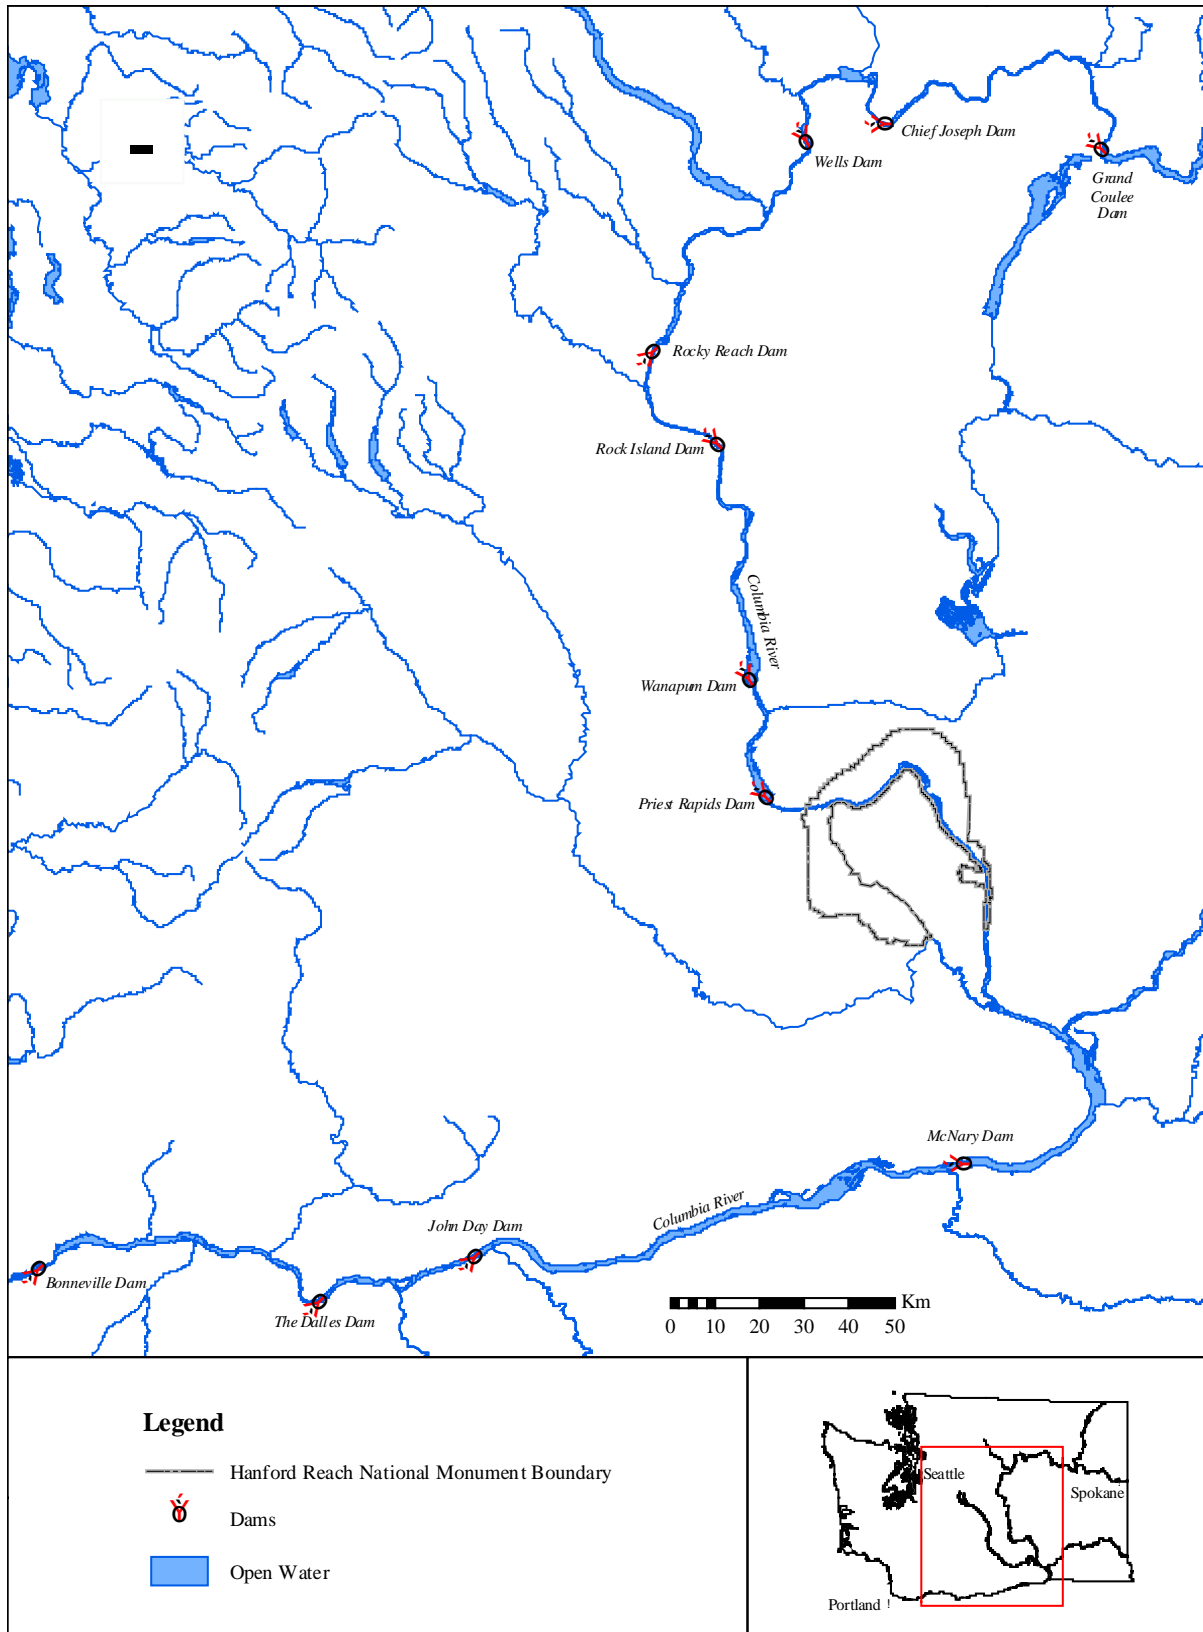 Chief Joseph Dam
Wells Dam
Grand
Coulee
Dam
Rocky Reach Dam
Rock Island Dam
Columbia River
Wanapum Dam
Priest Rapids Dam
McNary Dam
Columbia River
John Day Dam
Bonneville Dam
The Dalles Dam
Km
0 10 20 30 40 50
Legend
Hanford Reach National Monument Boundary
Dams
Open Water
Seattle
Spokane
Portland !